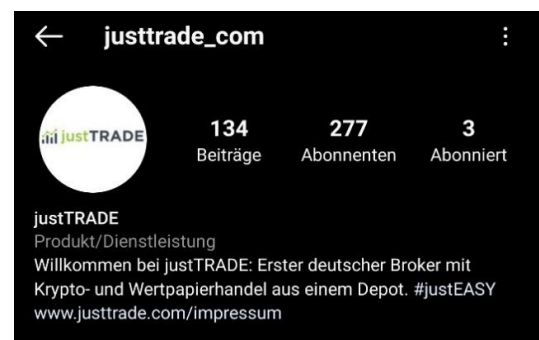 justtrade_com
justTRADE
134 277 3
Beiträge Abonnenten Abonniert
justTRADE
Produkt/Dienstleistung
Willkommen bei justTRADE: Erster deutscher Broker mit
Krypto- und Wertpapierhandel aus einem Depot. #justEASY
www.justtrade.com/impressum